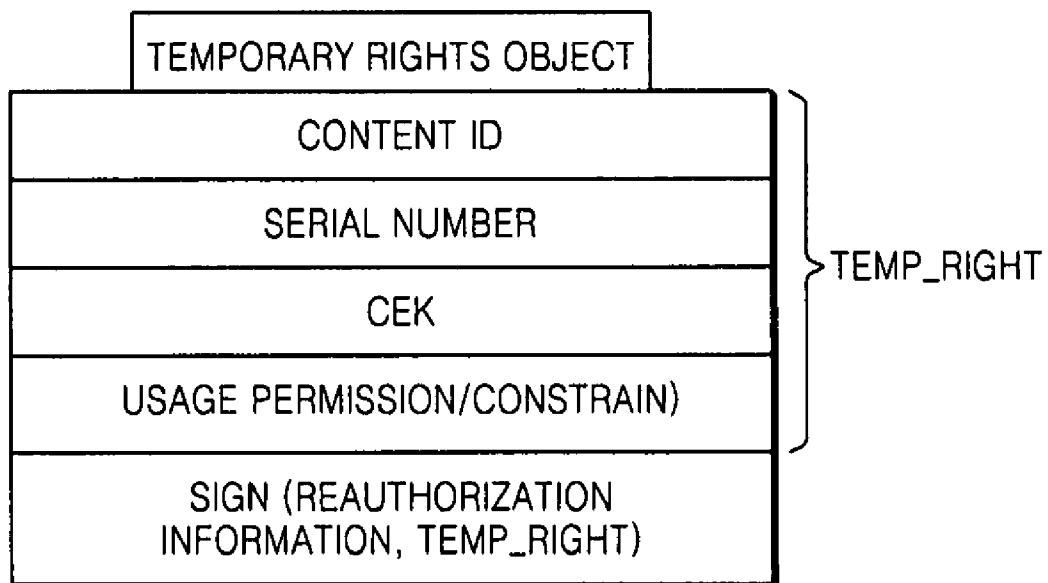 TEMPORARY RIGHTS OBJECT
CONTENT ID
SERIAL NUMBER
CEK
USAGE PERMISSION/CONSTRAIN)
TEMP_RIGHT
SIGN (REAUTHORIZATION
INFORMATION, TEMP_RIGHT)